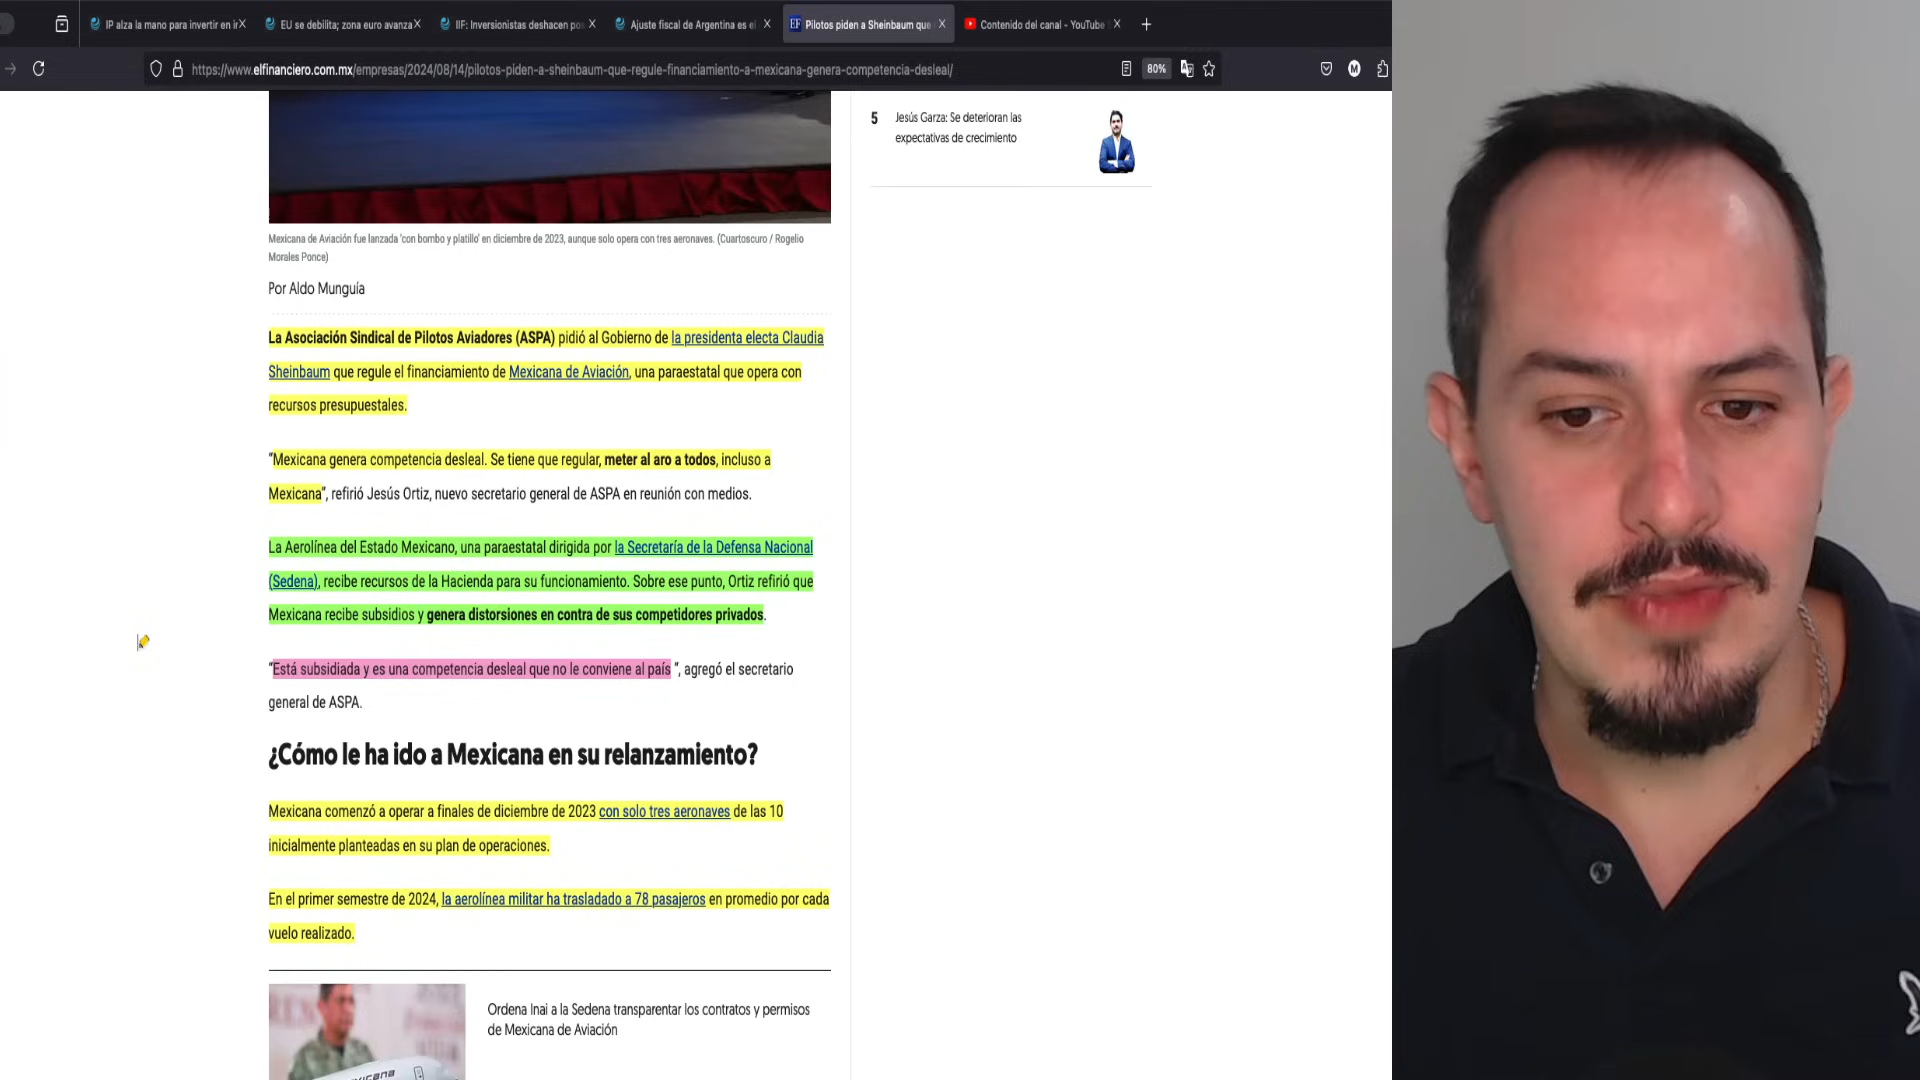 IP alza la mano para invertir en ir
EU se debilita; zona euro avanza
IIF: Inversionistas deshacen pos
Ajuste fiscal de Argentina es el
EF Pilotos piden a Sheinbaum que
Contenido del canal - YouTube
https://www.elfinanciero.com.mx/empresas/2024/08/14/pilotos-piden-a-sheinbaum-que-regule-financiamiento-a-mexicana-genera-competencia-desleal/
80%
M
5
Jesús Garza: Se deterioran las
expectativas de crecimiento
Mexicana de Aviación fue lanzada 'con bombo y platillo' en diciembre de 2023, aunque solo opera con tres aeronaves. (Cuartoscuro / Rogelio
Morales Ponce)
Por Aldo Munguía
La Asociación Sindical de Pilotos Aviadores (ASPA) pidió al Gobierno de la presidenta electa Claudia
Sheinbaum que regule el financiamiento de Mexicana de Aviación, una paraestatal que opera con
recursos presupuestales.
“Mexicana genera competencia desleal. Se tiene que regular, meter al aro a todos, incluso a
Mexicana”, refirió Jesús Ortiz, nuevo secretario general de ASPA en reunión con medios.
La Aerolínea del Estado Mexicano, una paraestatal dirigida por la Secretaría de la Defensa Nacional
(Sedena), recibe recursos de la Hacienda para su funcionamiento. Sobre ese punto, Ortiz refirió que
Mexicana recibe subsidios y genera distorsiones en contra de sus competidores privados.
“Está subsidiada y es una competencia desleal que no le conviene al país “, agregó el secretario
general de ASPA.
¿Cómo le ha ido a Mexicana en su relanzamiento?
Mexicana comenzó a operar a finales de diciembre de 2023 con solo tres aeronaves de las 10
inicialmente planteadas en su plan de operaciones.
En el primer semestre de 2024, la aerolínea militar ha trasladado a 78 pasajeros en promedio por cada
vuelo realizado.
Ordena Inai a la Sedena transparentar los contratos y permisos
de Mexicana de Aviación